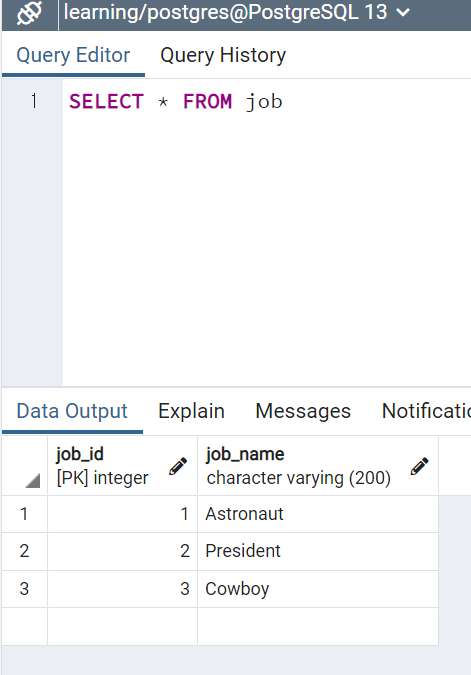 learning/postgres@PostgreSQL 13
Query Editor Query History
1 SELECT * FROM job
Data Output Explain Messages Notificatio
job_id job_name
[PK] integer character varying (200)
1 1 Astronaut
2 2 President
3 3 Cowboy